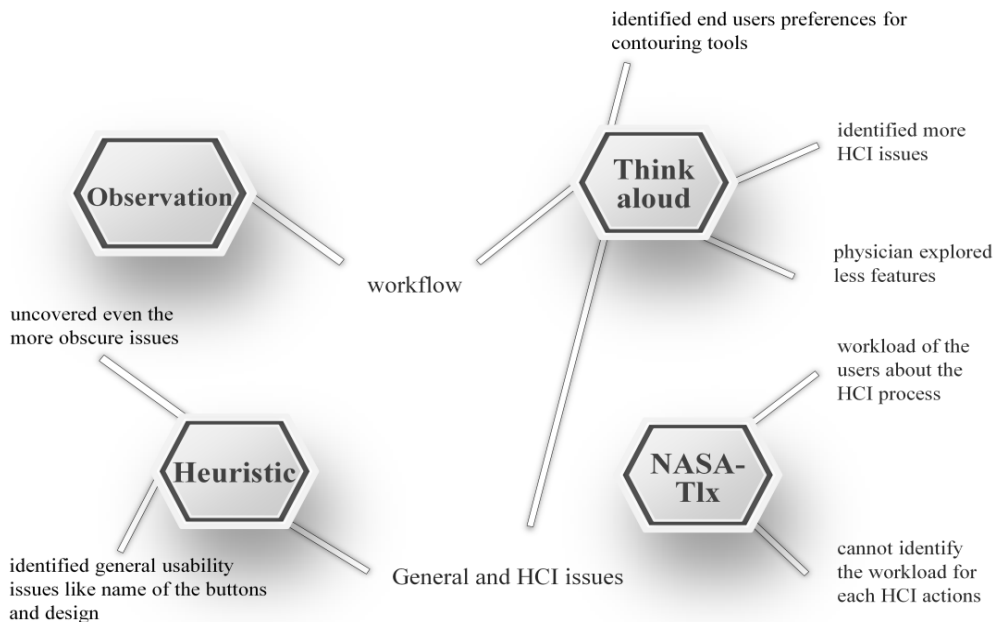 identified end users preferences for
contouring tools
Observation
Think
aloud
identified more
HCI issues
physician explored
less features
workflow
uncovered even the
more obscure issues
workload of the
users about the
HCI process
Heuristic
NASA-
Tlx
identified general usability
issues like name of the buttons
and design
General and HCI issues
cannot identify
the workload for
each HCI actions